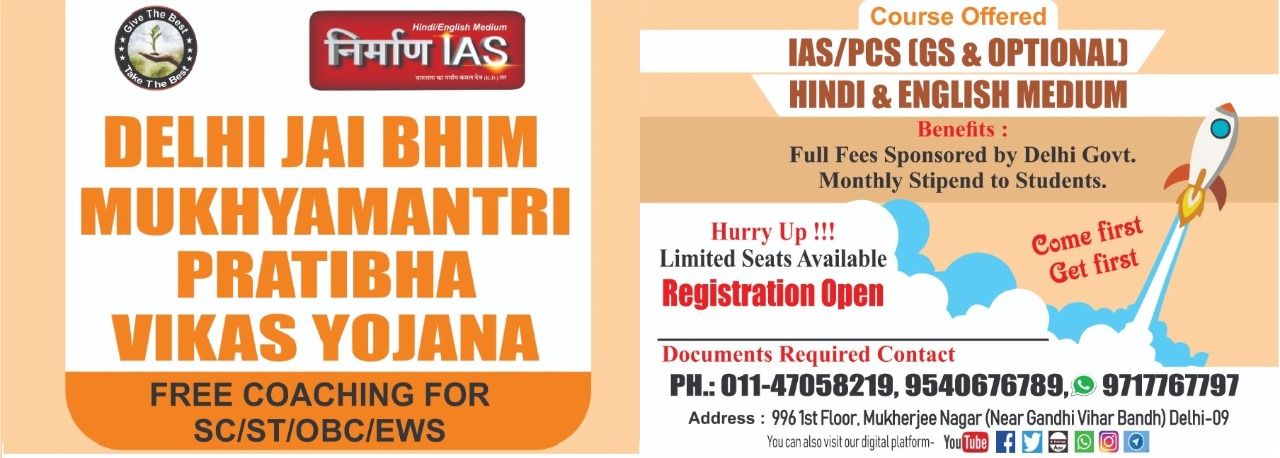 Give The Best
Take The Best
Hindi/English Medium
निर्माण IAS
सफलता का पर्याय कमल देव (K.D.) सर
DELHI JAI BHIM
MUKHYAMANTRI
PRATIBHA
VIKAS YOJANA
FREE COACHING FOR
SC/ST/OBC/EWS
Course Offered
IAS/PCS (GS & OPTIONAL)
HINDI & ENGLISH MEDIUM
Benefits :
Full Fees Sponsored by Delhi Govt.
Monthly Stipend to Students.
Hurry Up !!!
Limited Seats Available
Registration Open
Come first
Get first
Documents Required Contact
PH.: 011-47058219, 9540676789, 9717767797
Address : 996 1st Floor, Mukherjee Nagar (Near Gandhi Vihar Bandh) Delhi-09
You can also visit our digital platform- YouTube